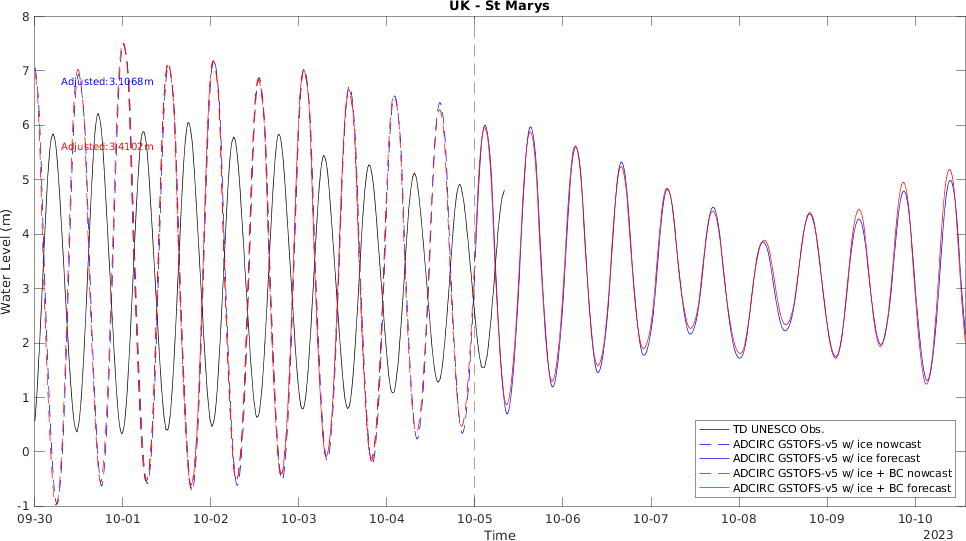 UK - St Marys
8
7
6
5
4
3
2
1
0
-1
Water Level (m)
Adjusted:3.1068m
Adjusted:3.4102m
TD UNESCO Obs.
ADCIRC GSTOFS-v5 w/ ice nowcast
ADCIRC GSTOFS-v5 w/ ice forecast
ADCIRC GSTOFS-v5 w/ ice + BC nowcast
ADCIRC GSTOFS-v5 w/ ice + BC forecast
09-30 10-01 10-02 10-03 10-04 10-05 10-06 10-07 10-08 10-09 10-10
Time
2023